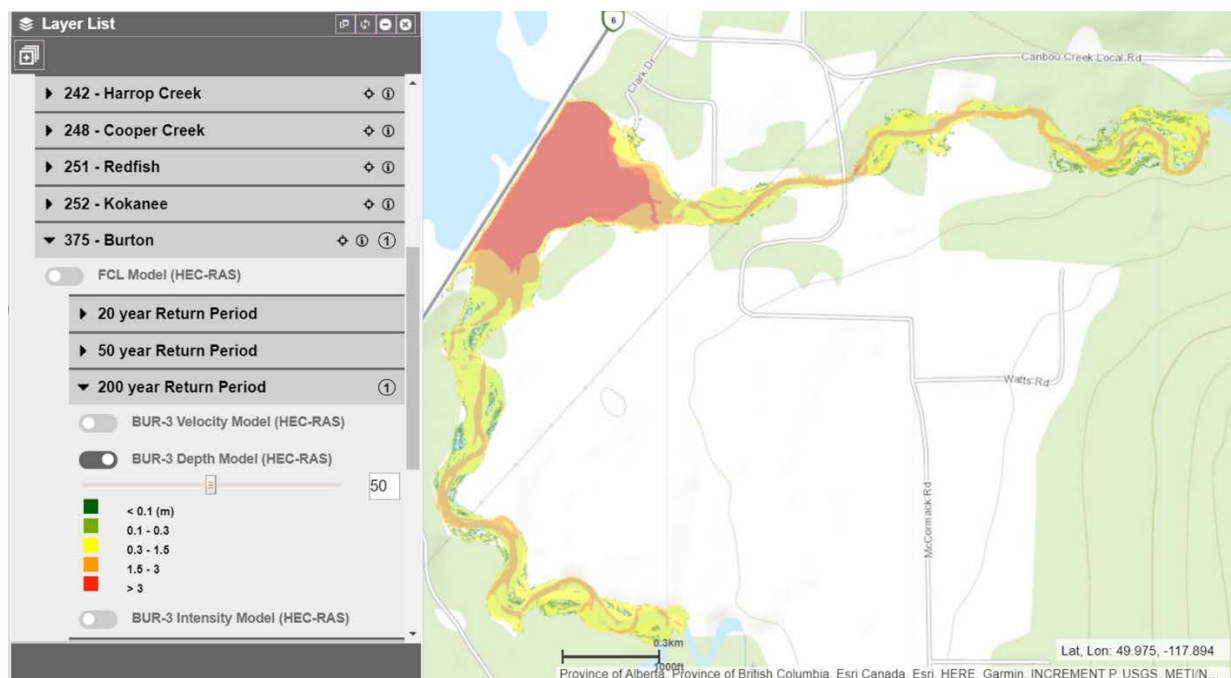 Layer List
242 - Harrop Creek
248 - Cooper Creek
251 - Redfish
252 - Kokanee
375 - Burton
1
FCL Model (HEC-RAS)
20 year Return Period
50 year Return Period
200 year Return Period
1
BUR-3 Velocity Model (HEC-RAS)
BUR-3 Depth Model (HEC-RAS)
50
< 0.1 (m)
0.1 - 0.3
0.3 - 1.5
1.5 - 3
> 3
BUR-3 Intensity Model (HEC-RAS)
6
Clark Dr
Caribou Creek Local Rd
Watts Rd
McCormack Rd
0.3km
1000ft
Lat, Lon: 49.975, -117.894
Province of Alberta, Province of British Columbia, Esri Canada, Esri, HERE, Garmin, INCREMENT P, USGS, METI/N...